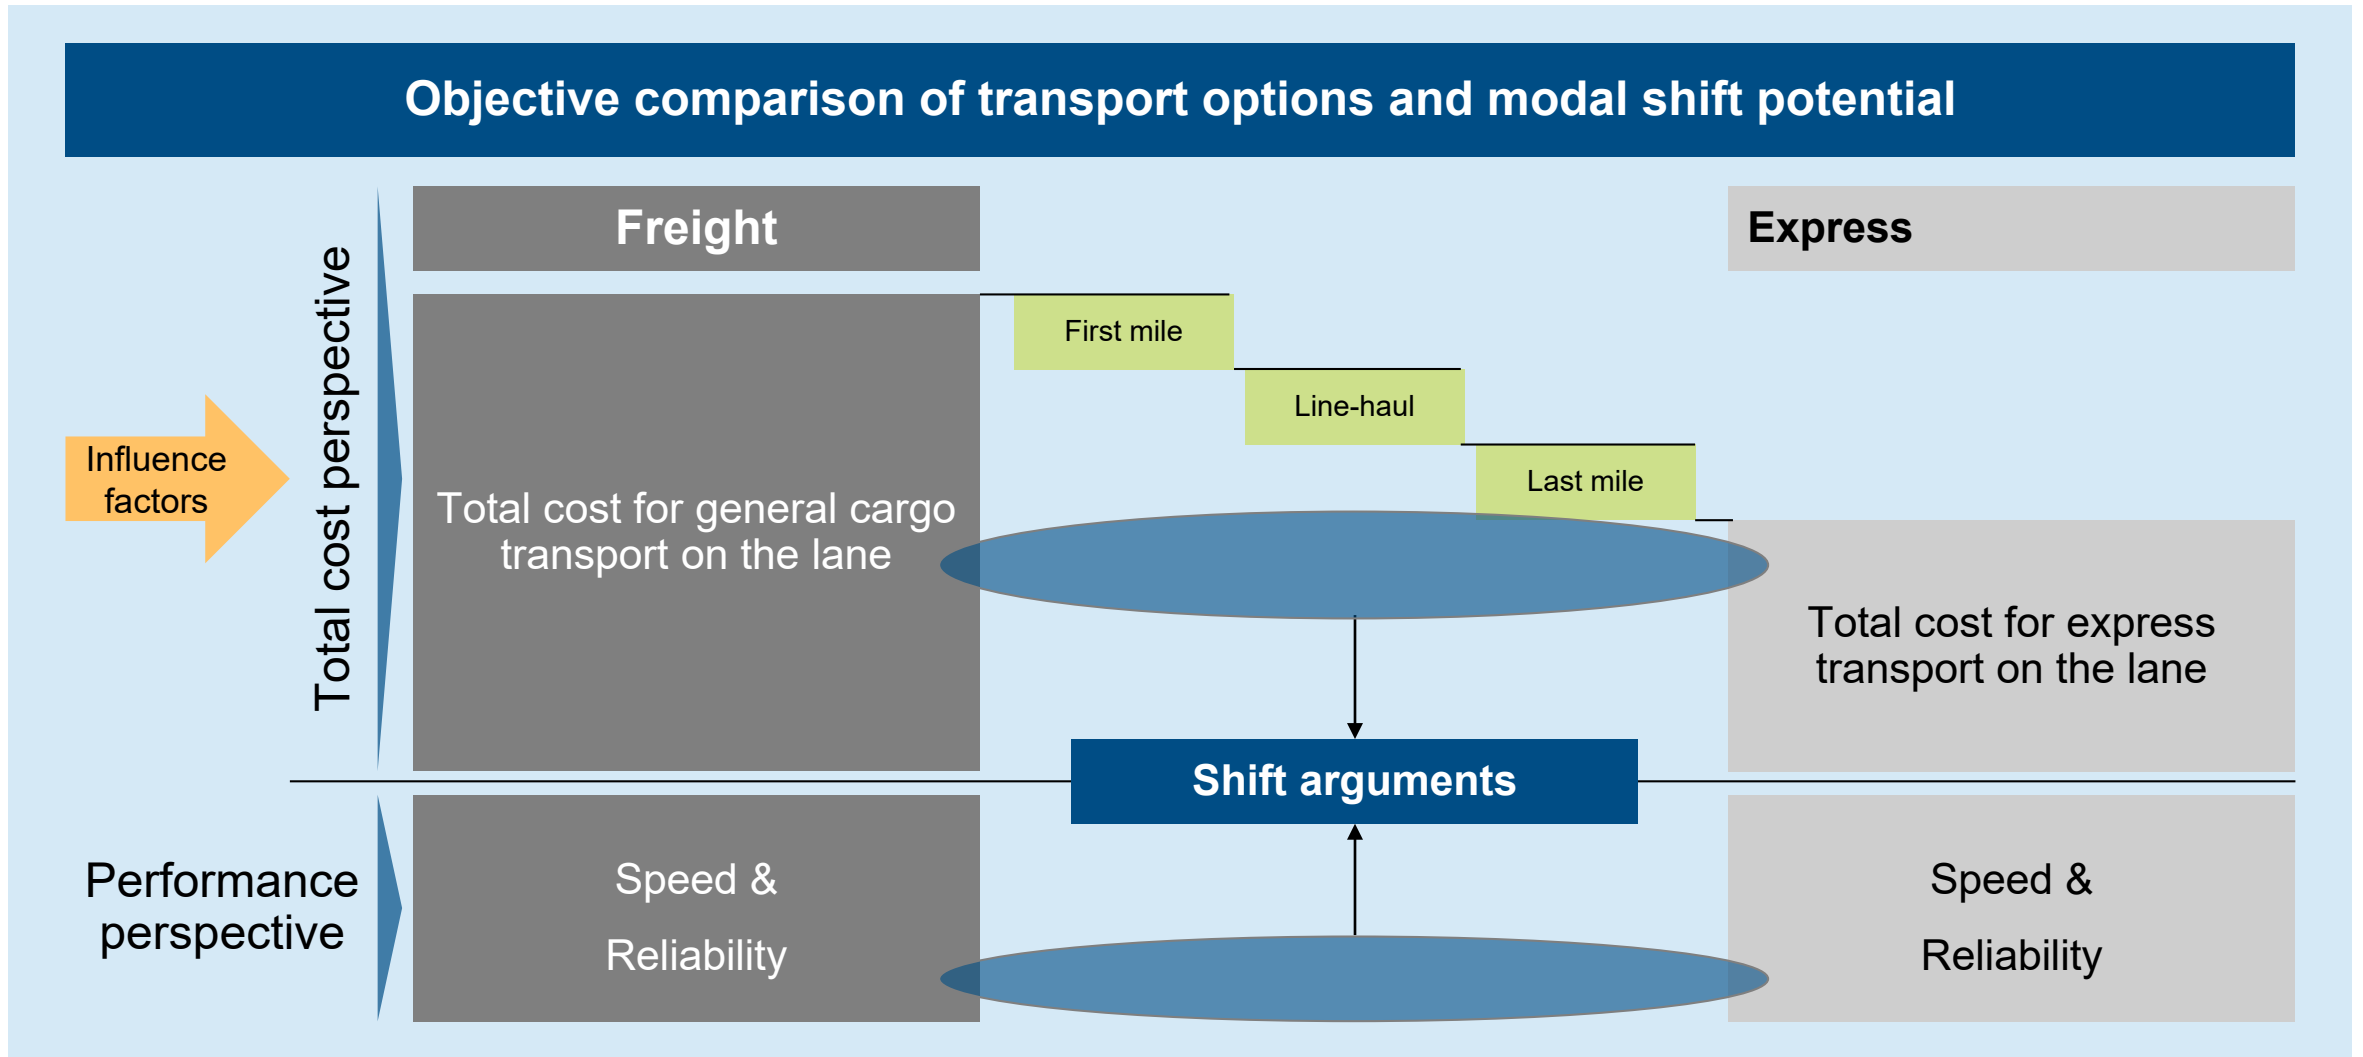 Objective comparison of transport options and modal shift potential
Freight
Express
Total cost perspective
Influence
factors
First mile
Line-haul
Last mile
Total cost for general cargo
transport on the lane
Total cost for express
transport on the lane
Shift arguments
Performance
perspective
Speed &
Reliability
Speed &
Reliability